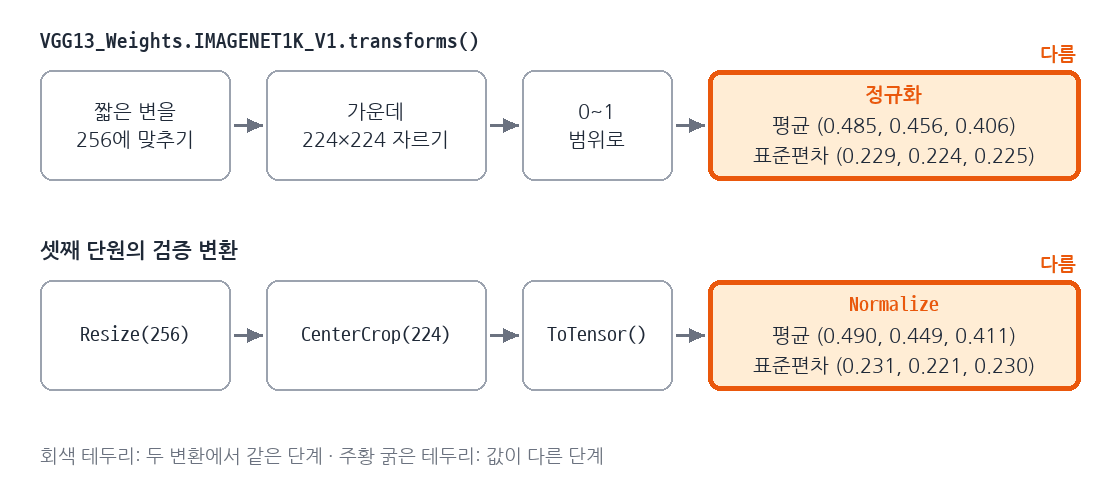 VGG13_Weights.IMAGENET1K_V1.transforms()
다름
짧은 변을
256에 맞추기
가운데
224×224 자르기
0~1
범위로
정규화
평균 (0.485, 0.456, 0.406)
표준편차 (0.229, 0.224, 0.225)
셋째 단원의 검증 변환
다름
Resize(256)
CenterCrop(224)
ToTensor()
Normalize
평균 (0.490, 0.449, 0.411)
표준편차 (0.231, 0.221, 0.230)
회색 테두리: 두 변환에서 같은 단계 · 주황 굵은 테두리: 값이 다른 단계